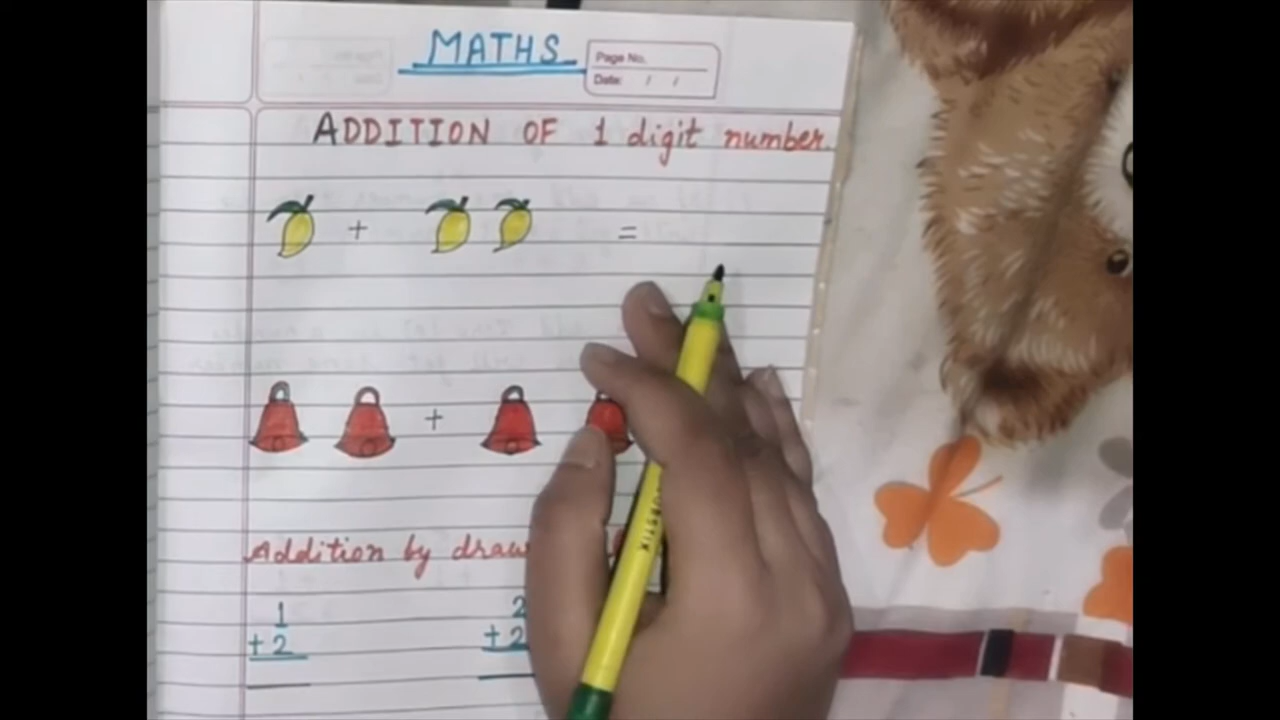 MATHS
Page No.
Date: / /
ADDITION OF 1 digit number
+ =
+
Addition by draw
1 2
+ 2 + 2